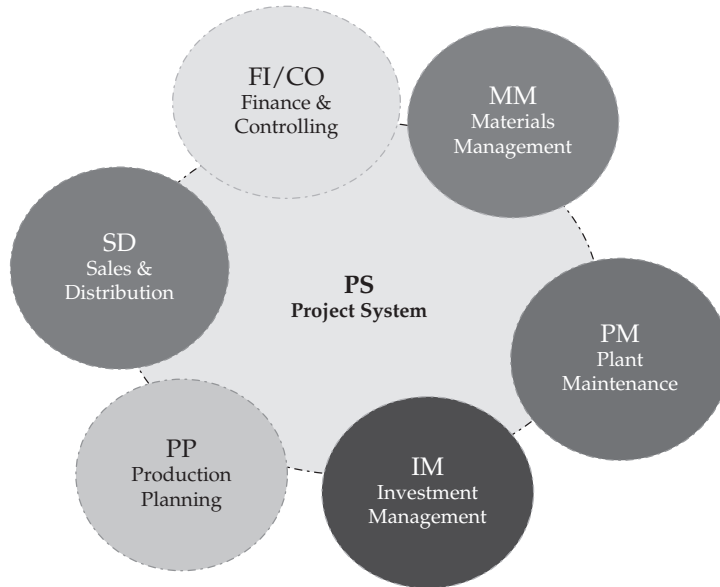 FI/CO
Finance &
Controlling
MM
Materials
Management
SD
Sales &
Distribution
PS
Project System
PM
Plant
Maintenance
PP
Production
Planning
IM
Investment
Management